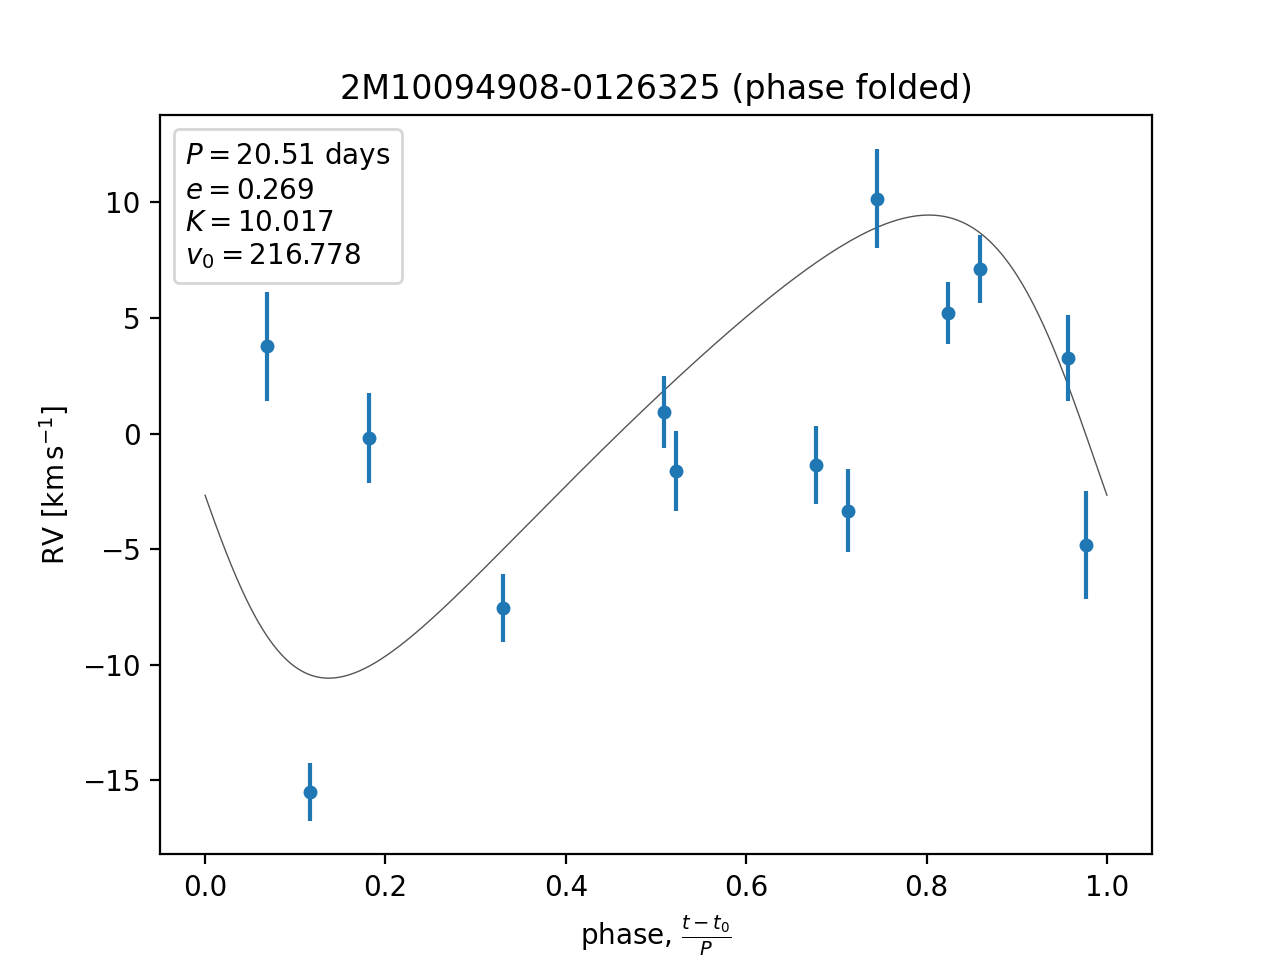 2M10094908-0126325 (phase folded)
P = 20.51 days
e = 0.269
K = 10.017
v₀ = 216.778
10
5
0
−5
−10
−15
RV [km s⁻¹]
0.0 0.2 0.4 0.6 0.8 1.0
phase, (t − t₀)/P